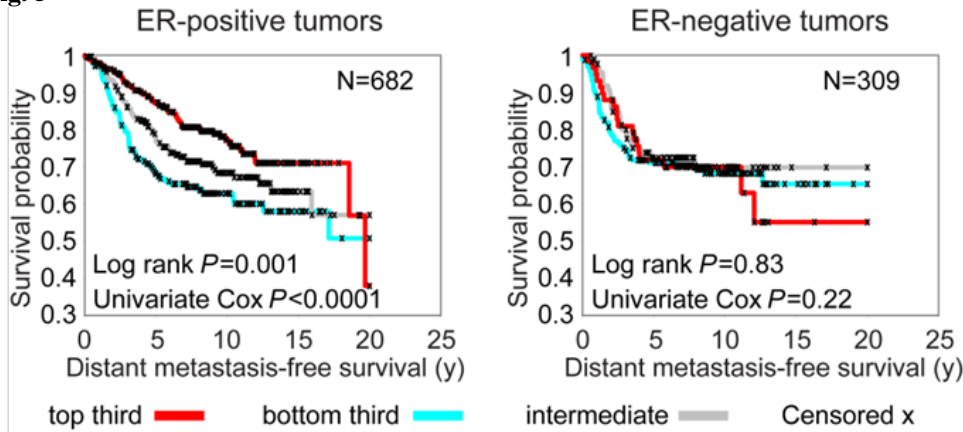 ER-positive tumors
ER-negative tumors
Survival probability
1
0.9
0.8
0.7
0.6
0.5
0.4
0.3
N=682
Log rank P=0.001
Univariate Cox P<0.0001
0 5 10 15 20 25
Distant metastasis-free survival (y)
Survival probability
1
0.9
0.8
0.7
0.6
0.5
0.4
0.3
N=309
Log rank P=0.83
Univariate Cox P=0.22
0 5 10 15 20 25
Distant metastasis-free survival (y)
top third bottom third intermediate Censored x